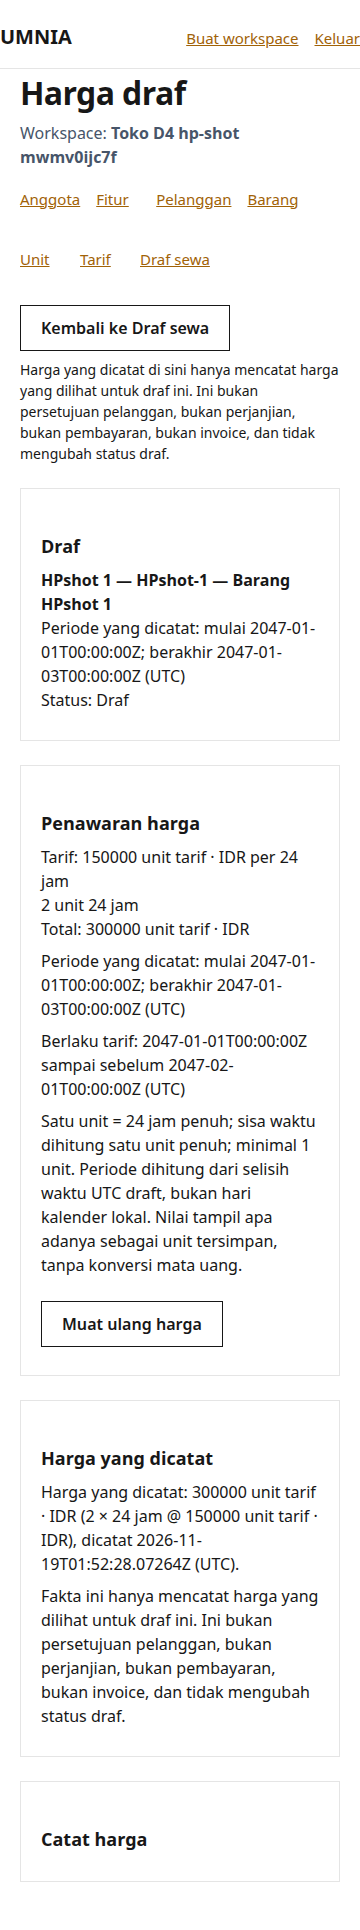 UMNIA
Buat workspace Keluar
Harga draf
Workspace: Toko D4 hp-shot
mwmv0ijc7f
Anggota Fitur Pelanggan Barang
Unit Tarif Draf sewa
Kembali ke Draf sewa
Harga yang dicatat di sini hanya mencatat harga
yang dilihat untuk draf ini. Ini bukan
persetujuan pelanggan, bukan perjanjian,
bukan pembayaran, bukan invoice, dan tidak
mengubah status draf.
Draf
HPshot 1 — HPshot-1 — Barang
HPshot 1
Periode yang dicatat: mulai 2047-01-
01T00:00:00Z; berakhir 2047-01-
03T00:00:00Z (UTC)
Status: Draf
Penawaran harga
Tarif: 150000 unit tarif · IDR per 24
jam
2 unit 24 jam
Total: 300000 unit tarif · IDR
Periode yang dicatat: mulai 2047-01-
01T00:00:00Z; berakhir 2047-01-
03T00:00:00Z (UTC)
Berlaku tarif: 2047-01-01T00:00:00Z
sampai sebelum 2047-02-
01T00:00:00Z (UTC)
Satu unit = 24 jam penuh; sisa waktu
dihitung satu unit penuh; minimal 1
unit. Periode dihitung dari selisih
waktu UTC draft, bukan hari
kalender lokal. Nilai tampil apa
adanya sebagai unit tersimpan,
tanpa konversi mata uang.
Muat ulang harga
Harga yang dicatat
Harga yang dicatat: 300000 unit tarif
· IDR (2 × 24 jam @ 150000 unit tarif ·
IDR), dicatat 2026-11-
19T01:52:28.07264Z (UTC).
Fakta ini hanya mencatat harga yang
dilihat untuk draf ini. Ini bukan
persetujuan pelanggan, bukan
perjanjian, bukan pembayaran,
bukan invoice, dan tidak mengubah
status draf.
Catat harga